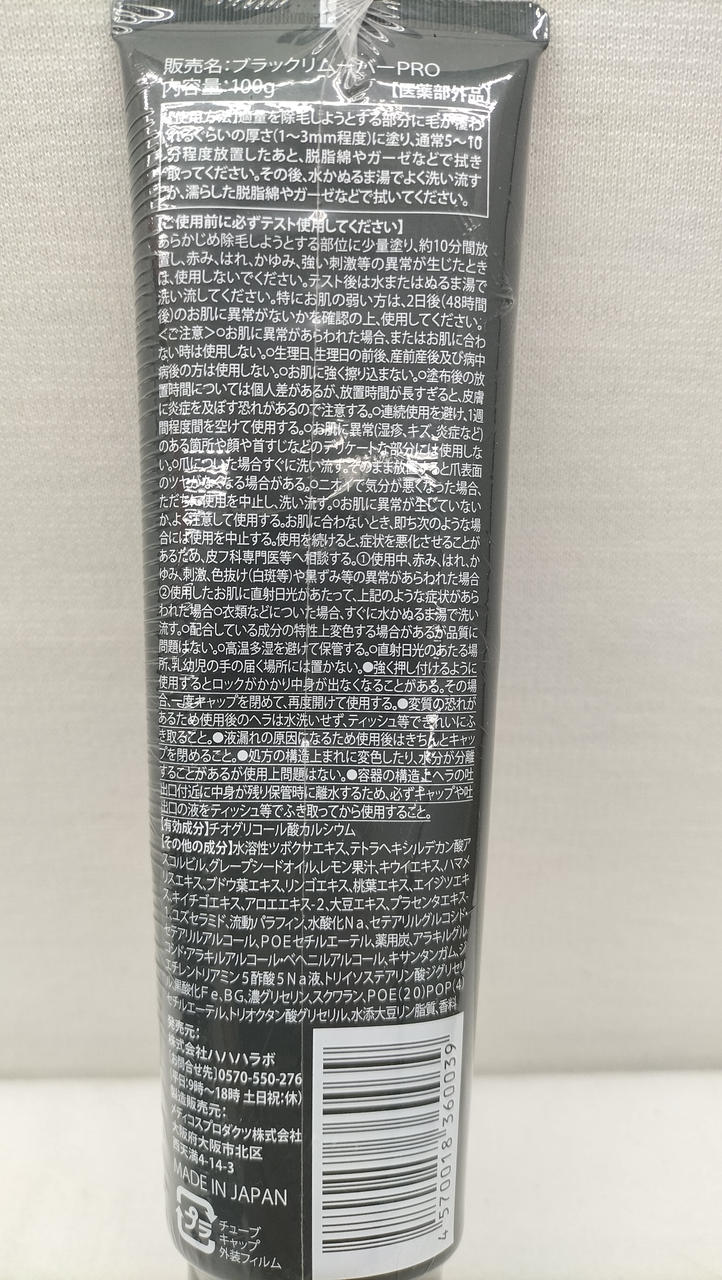 販売名:ブラックリムーバーPRO
内容量:100g 【医薬部外品】
【使用方法】適量を除毛しようとする部分に毛が覆わ
れるぐらいの厚さ(1〜3mm程度)に塗り、通常5〜10
分程度放置したあと、脱脂綿やガーゼなどで拭き
取ってください。その後、水かぬるま湯でよく洗い流す
か、濡らした脱脂綿やガーゼなどで拭いてください。
【ご使用前に必ずテスト使用してください】
あらかじめ除毛しようとする部位に少量塗り、約10分間放
置し、赤み、はれ、かゆみ、強い刺激等の異常が生じたとき
は、使用しないでください。テスト後は水またはぬるま湯で
洗い流してください。特にお肌の弱い方は、2日後(48時間
後)のお肌に異常がないかを確認の上、使用してください。
<ご注意>○お肌に異常があらわれた場合、またはお肌に合わ
ない時は使用しない。○生理日、生理日の前後、産前産後及び病中
病後の方は使用しない。○お肌に強く擦り込まない。○塗布後の放
置時間については個人差があるが、放置時間が長すぎると、皮膚
に炎症を及ぼす恐れがあるので注意する。○連続使用を避け、1週
間程度間を空けて使用する。○お肌に異常(湿疹、キズ、炎症など)
のある箇所や顔や首すじなどのデリケートな部分には使用しな
い。○爪についた場合すぐに洗い流す。そのまま放置すると爪表面
のツヤがなくなる場合がある。○ニオイで気分が悪くなった場合、
ただちに使用を中止し、洗い流す。○お肌に異常が生じていない
か、よく注意して使用する。お肌に合わないとき、即ち次のような場
合には使用を中止する。使用を続けると、症状を悪化させることが
あるため、皮フ科専門医等へ相談する。①使用中、赤み、はれ、か
ゆみ、刺激、色抜け(白斑等)や黒ずみ等の異常があらわれた場合
②使用したお肌に直射日光があたって、上記のような症状があら
われた場合○衣類などについた場合、すぐに水かぬるま湯で洗い
流す。○配合している成分の特性上変色する場合があるが品質に
問題はない。○高温多湿を避けて保管する。○直射日光のあたる場
所、乳幼児の手の届く場所には置かない。●強く押し付けるように
使用するとロックがかかり中身が出なくなることがある。その場
合、一度キャップを閉めて、再度開けて使用する。●変質の恐れが
あるため使用後のヘラは水洗いせず、ティッシュ等できれいにふ
き取ること。●液漏れの原因になるため使用後はきちんとキャッ
プを閉めること。●処方の構造上まれに変色したり、水分が分離
することがあるが使用上問題はない。●容器の構造上ヘラの吐
出口付近に中身が残り保管時に離水するため、必ずキャップや吐
出口の液をティッシュ等でふき取ってから使用すること。
【有効成分】チオグリコール酸カルシウム
【その他の成分】水溶性ツボクサエキス、テトラヘキシルデカン酸ア
スコルビル、グレープシードオイル、レモン果汁、キウイエキス、ハマメ
リスエキス、ブドウ葉エキス、リンゴエキス、桃葉エキス、エイジツエキ
ス、キイチゴエキス、アロエエキス-2、大豆エキス、プラセンタエキス-
1、ユズセラミド、流動パラフィン、水酸化Na、セテアリルグルコシド・
セテアリルアルコール、POEセチルエーテル、薬用炭、アラキルグル
コシド・アラキルアルコール・ベヘニルアルコール、キサンタンガム、ジ
エチレントリアミン5酢酸5Na液、トリイソステアリン酸ジグリセリ
ル、黒酸化Fe、BG、濃グリセリン、スクワラン、POE(20)POP(4)
セチルエーテル、トリオクタン酸グリセリル、水添大豆リン脂質、香料
発売元:
株式会社ハハハラボ
【お問合せ先】0570-550-276
(平日:9時〜18時 土日祝:休)
製造販売元:
メディコスプロダクツ株式会社
大阪府大阪市北区
西天満4-14-3
MADE IN JAPAN
プラ
チューブ
キャップ
外装フィルム
4 570018 360039